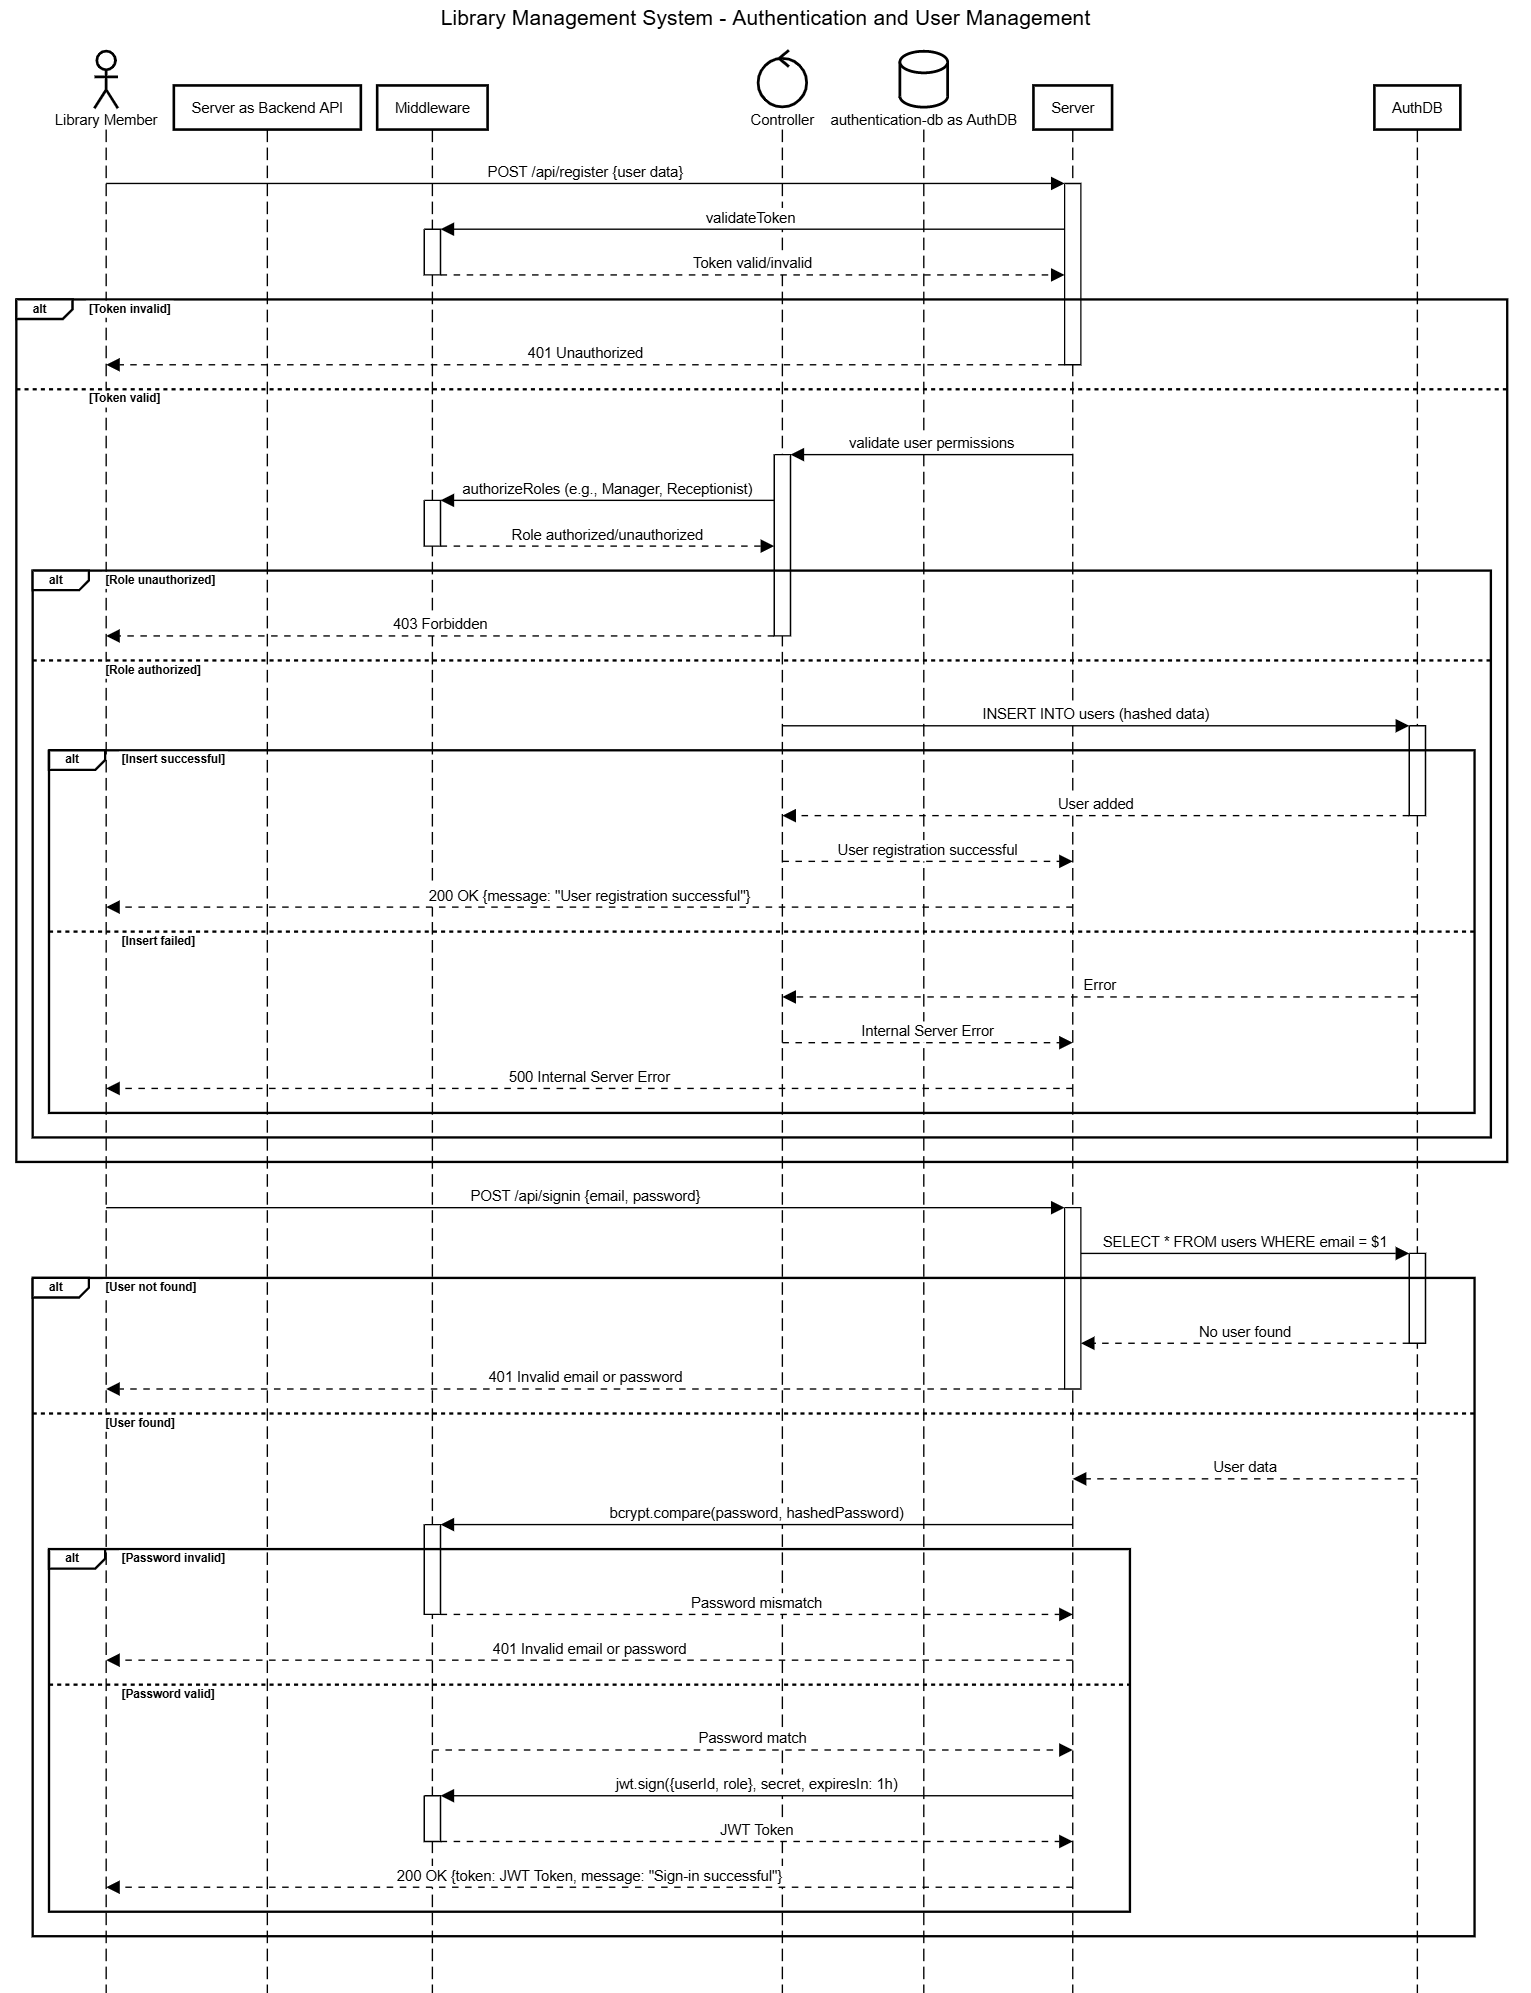 Library Management System - Authentication and User Management
Library Member
Server as Backend API
Middleware
Controller
authentication-db as AuthDB
Server
AuthDB
POST /api/register {user data}
validateToken
Token valid/invalid
alt
[Token invalid]
401 Unauthorized
[Token valid]
validate user permissions
authorizeRoles (e.g., Manager, Receptionist)
Role authorized/unauthorized
alt
[Role unauthorized]
403 Forbidden
[Role authorized]
INSERT INTO users (hashed data)
alt
[Insert successful]
User added
User registration successful
200 OK {message: "User registration successful"}
[Insert failed]
Error
Internal Server Error
500 Internal Server Error
POST /api/signin {email, password}
SELECT * FROM users WHERE email = $1
alt
[User not found]
No user found
401 Invalid email or password
[User found]
User data
bcrypt.compare(password, hashedPassword)
alt
[Password invalid]
Password mismatch
401 Invalid email or password
[Password valid]
Password match
jwt.sign({userId, role}, secret, expiresIn: 1h)
JWT Token
200 OK {token: JWT Token, message: "Sign-in successful"}